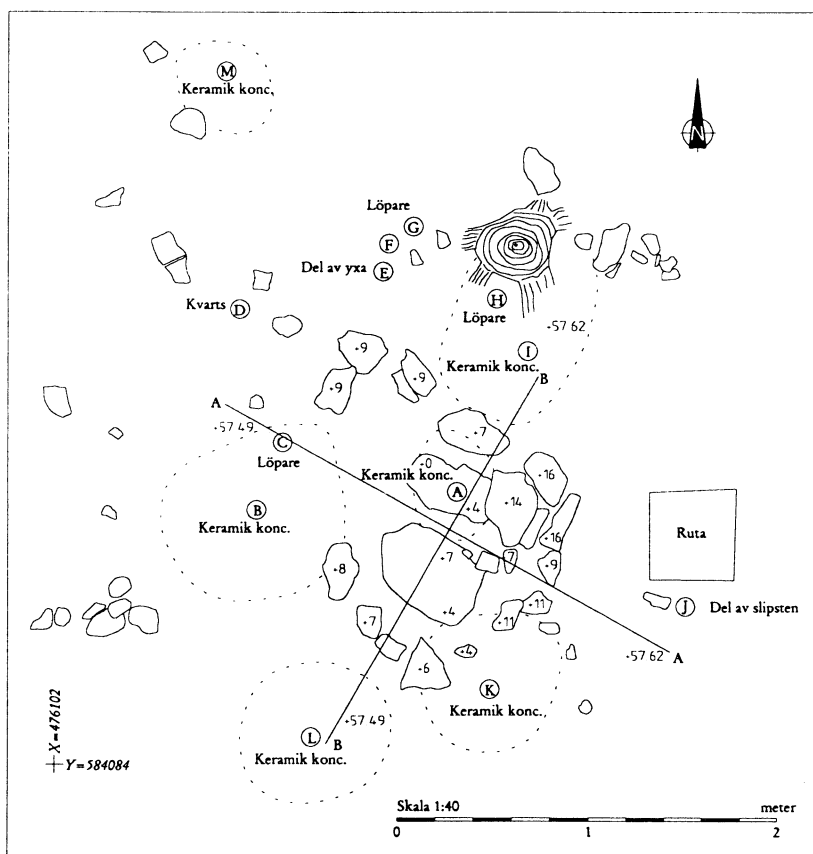 M
Keramik konc.
N
Löpare
G
F
Del av yxa E
H
Löpare
Kvarts D
+57 62
+9
I
Keramik konc.
+9
+9
B
A
+57 49
C
Löpare
+7
+0
Keramik konc.
A
+16
+14
+4
B
Keramik konc.
+16
Ruta
+7
7
+9
+8
J Del av slipsten
+4
+11
+11
+7
+4
+6
+57 62 A
K
Keramik konc.
+57 49
L
B
Keramik konc.
X=476102
Y=584084
Skala 1:40
meter
0
1
2